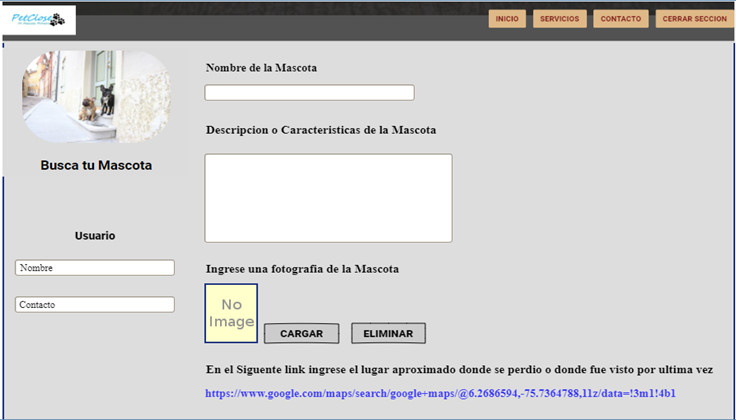 PetClose
INICIO
SERVICIOS
CONTACTO
CERRAR SECCION
Busca tu Mascota
Usuario
Nombre
Contacto
Nombre de la Mascota
Descripcion o Caracteristicas de la Mascota
Ingrese una fotografia de la Mascota
No
Image
CARGAR
ELIMINAR
En el Siguente link ingrese el lugar aproximado donde se perdio o donde fue visto por ultima vez
https://www.google.com/maps/search/google+maps/@6.2686594,-75.7364788,11z/data=!3m1!4b1